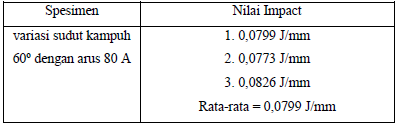 Spesimen Nilai Impact
variasi sudut kampuh 1. 0,0799 J/mm
60º dengan arus 80 A 2. 0,0773 J/mm
3. 0,0826 J/mm
Rata-rata = 0,0799 J/mm